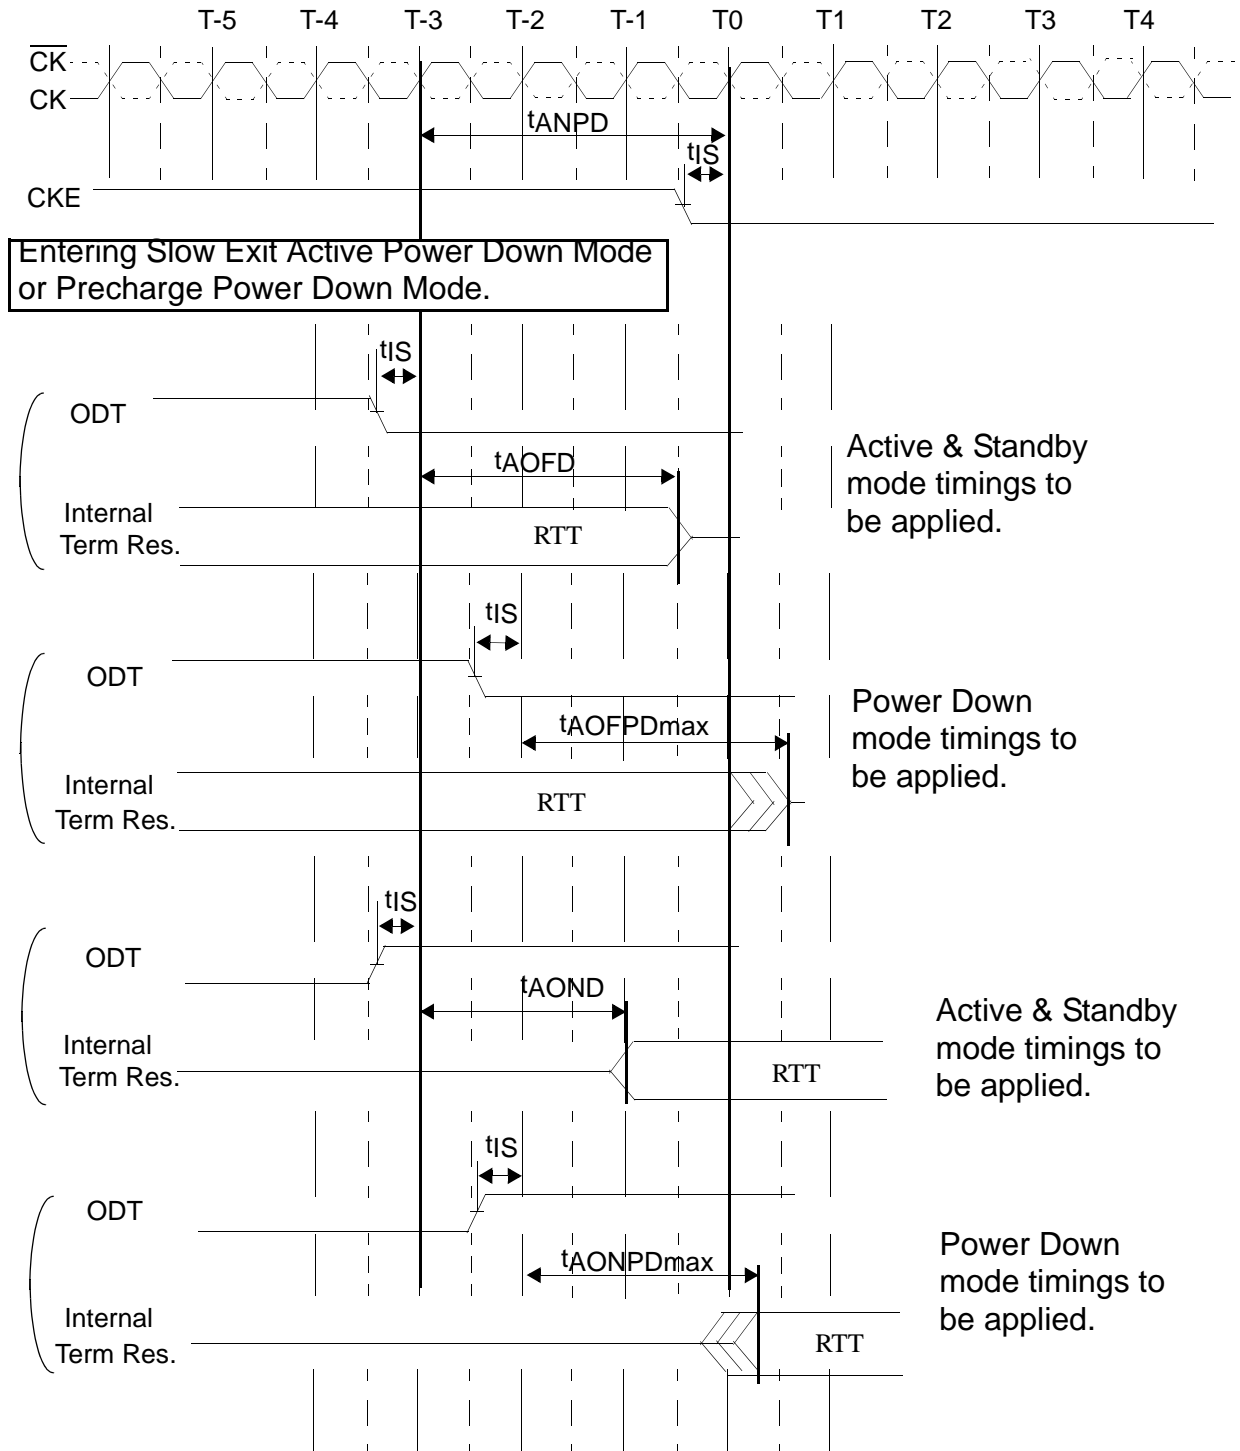 T-5 T-4 T-3 T-2 T-1 T0 T1 T2 T3 T4
CK
CK
tANPD
tIS
CKE
Entering Slow Exit Active Power Down Mode
or Precharge Power Down Mode.
tIS
ODT
tAOFD
Internal
Term Res.
RTT
Active & Standby
mode timings to
be applied.
tIS
ODT
tAOFPDmax
Internal
Term Res.
RTT
Power Down
mode timings to
be applied.
tIS
ODT
tAOND
Internal
Term Res.
RTT
Active & Standby
mode timings to
be applied.
tIS
ODT
tAONPDmax
Internal
Term Res.
RTT
Power Down
mode timings to
be applied.